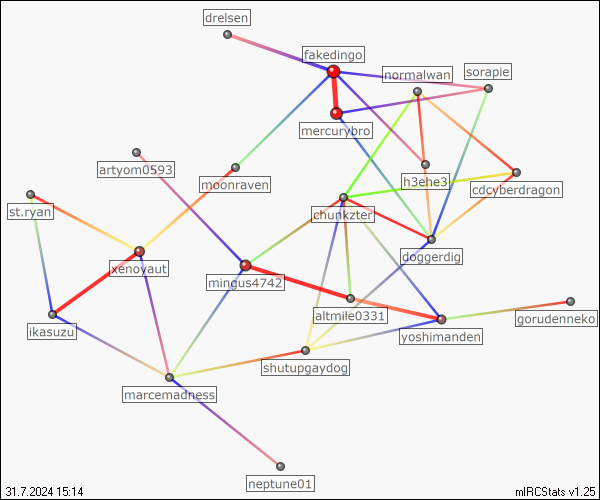 drelsen
fakedingo
normalwan
sorapie
mercurybro
artyom0593
moonraven
h3ehe3i
cdcyberdragon
st.ryan
chunkzter
doggerdig
xenoyaut
mingus4742
altmile0331
gorudenneko
ikasuzu
yoshimanden
shutupgaydog
marcemadness
neptune01
31.7.2024 15:14
mIRCStats v1.25